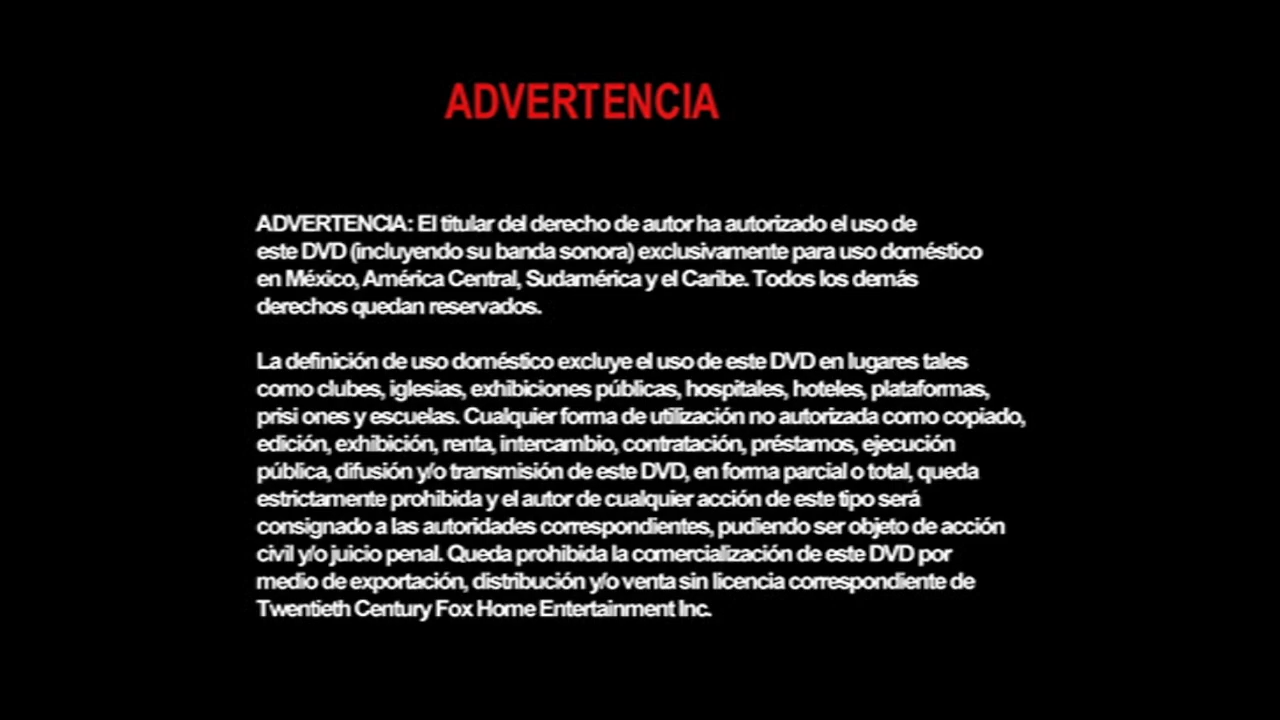 ADVERTENCIA
ADVERTENCIA: El titular del derecho de autor ha autorizado el uso de
este DVD (incluyendo su banda sonora) exclusivamente para uso doméstico
en México, América Central, Sudamérica y el Caribe. Todos los demás
derechos quedan reservados.
La definición de uso doméstico excluye el uso de este DVD en lugares tales
como clubes, iglesias, exhibiciones públicas, hospitales, hoteles, plataformas,
prisi ones y escuelas. Cualquier forma de utilización no autorizada como copiado,
edición, exhibición, renta, intercambio, contratación, préstamos, ejecución
pública, difusión y/o transmisión de este DVD, en forma parcial o total, queda
estrictamente prohibida y el autor de cualquier acción de este tipo será
consignado a las autoridades correspondientes, pudiendo ser objeto de acción
civil y/o juicio penal. Queda prohibida la comercialización de este DVD por
medio de exportación, distribución y/o venta sin licencia correspondiente de
Twentieth Century Fox Home Entertainment Inc.